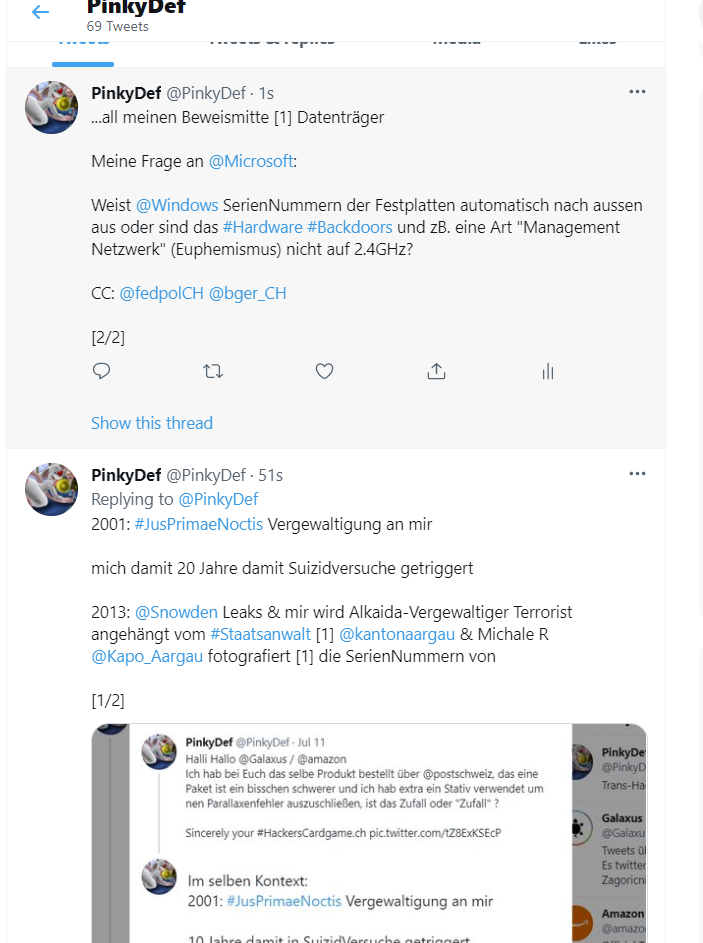 PinkyDef
69 Tweets
Tweets Tweets & replies Media Likes
PinkyDef @PinkyDef · 1s
...all meinen Beweismitte [1] Datenträger
Meine Frage an @Microsoft:
Weist @Windows SerienNummern der Festplatten automatisch nach aussen
aus oder sind das #Hardware #Backdoors und zB. eine Art "Management
Netzwerk" (Euphemismus) nicht auf 2.4GHz?
CC: @fedpolCH @bger_CH
[2/2]
Show this thread
PinkyDef @PinkyDef · 51s
Replying to @PinkyDef
2001: #JusPrimaeNoctis Vergewaltigung an mir
mich damit 20 Jahre damit Suizidversuche getriggert
2013: @Snowden Leaks & mir wird Alkaida-Vergewaltiger Terrorist
angehängt vom #Staatsanwalt [1] @kantonaargau & Michale R
@Kapo_Aargau fotografiert [1] die SerienNummern von
[1/2]
PinkyDef @PinkyDef · Jul 11
Halli Hallo @Galaxus / @amazon
Ich hab bei Euch das selbe Produkt bestellt über @postschweiz, das eine
Paket ist ein bisschen schwerer und ich hab extra ein Stativ verwendet um
nen Parallaxenfehler auszuschließen, ist das Zufall oder "Zufall" ?
Sincerely your #HackersCardgame.ch pic.twitter.com/tZ8ExKSEcP
Im selben Kontext:
2001: #JusPrimaeNoctis Vergewaltigung an mir
10 Jahre damit in SuizidVersuche getriggert
PinkyDe
@PinkyD
Trans-Ha
Galaxus
@Galaxu
Tweets ül
Es twitter
Zagoricni
Amazon
@amazo